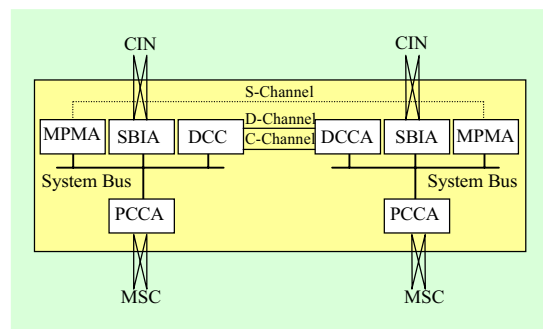 CIN CIN
S-Channel
D-Channel
MPMA SBIA DCC C-Channel DCCA SBIA MPMA
System Bus System Bus
PCCA PCCA
MSC MSC